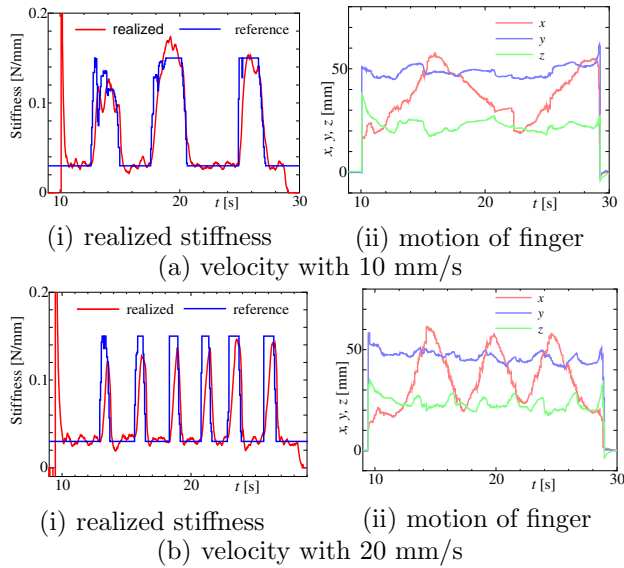 0.2
realized
reference
Stiffness [N/mm]
0.1
0
10
20
30
t [s]
(i) realized stiffness
x
y
z
x, y, z [mm]
50
0
10
20
30
t [s]
(ii) motion of finger
(a) velocity with 10 mm/s
0.2
realized
reference
Stiffness [N/mm]
0.1
0
10
20
t [s]
(i) realized stiffness
x
y
z
x, y, z [mm]
50
0
10
20
30
t [s]
(ii) motion of finger
(b) velocity with 20 mm/s